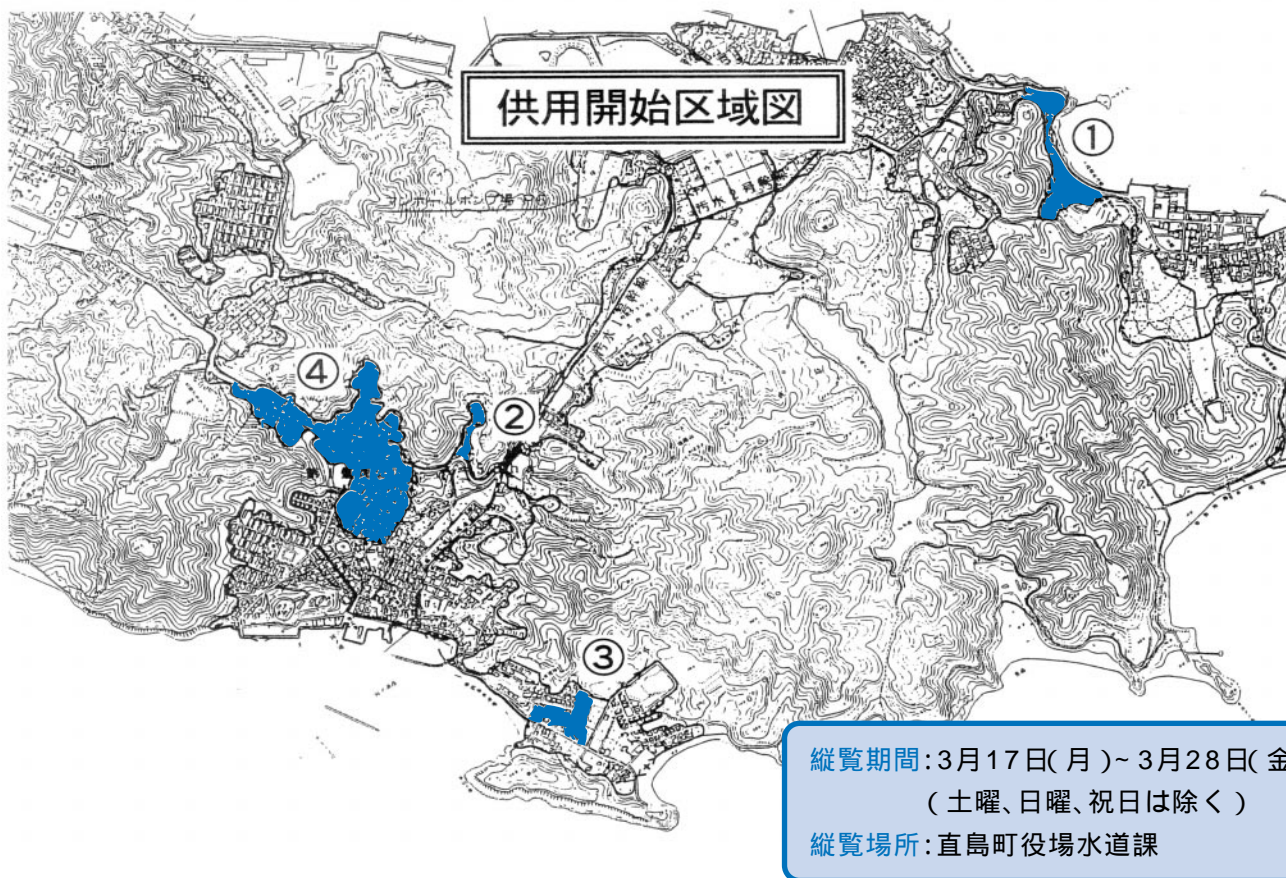 供用開始区域図
①
④
②
③
縦覧期間:3月17日(月)~3月28日(金
(土曜、日曜、祝日は除く)
縦覧場所:直島町役場水道課